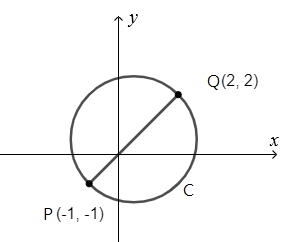 y
Q(2, 2)
x
C
P(-1, -1)